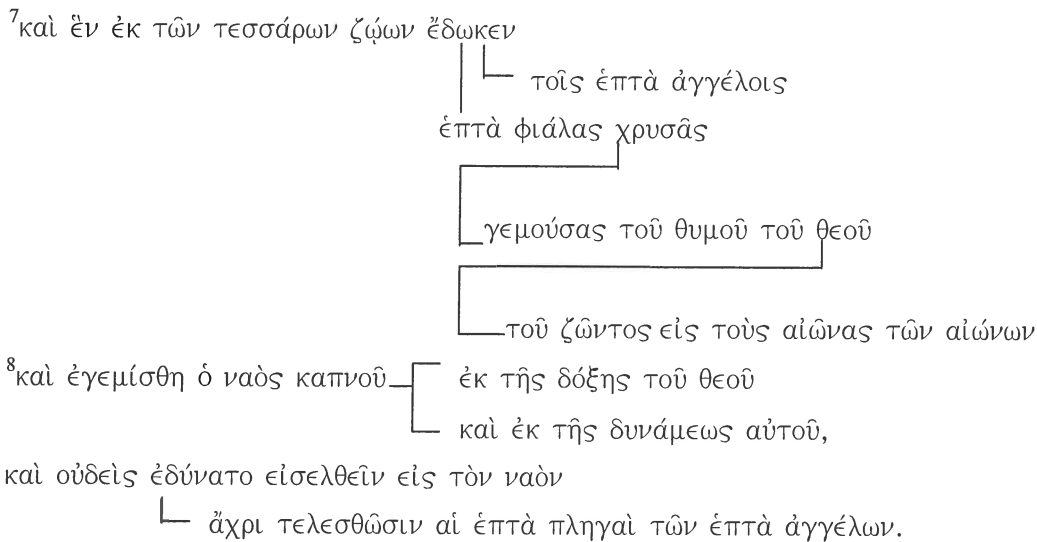 ⁷καὶ ἓν ἐκ τῶν τεσσάρων ζῴων ἔδωκεν
τοῖς ἑπτὰ ἀγγέλοις
ἑπτὰ φιάλας χρυσᾶς
γεμούσας τοῦ θυμοῦ τοῦ θεοῦ
τοῦ ζῶντος εἰς τοὺς αἰῶνας τῶν αἰώνων
⁸καὶ ἐγεμίσθη ὁ ναὸς καπνοῦ ἐκ τῆς δόξης τοῦ θεοῦ
καὶ ἐκ τῆς δυνάμεως αὐτοῦ,
καὶ οὐδεὶς ἐδύνατο εἰσελθεῖν εἰς τὸν ναὸν
ἄχρι τελεσθῶσιν αἱ ἑπτὰ πληγαὶ τῶν ἑπτὰ ἀγγέλων.